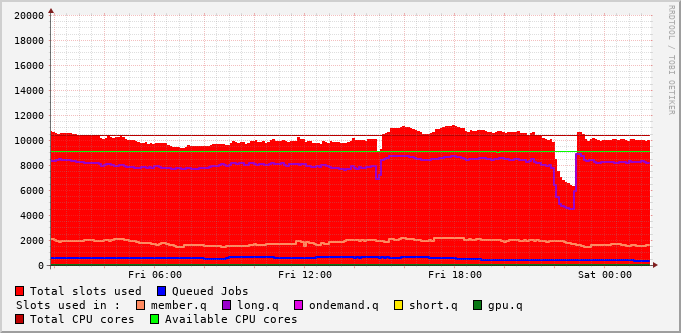 20000
18000
16000
14000
12000
10000
8000
6000
4000
2000
0
Fri 06:00 Fri 12:00 Fri 18:00 Sat 00:00
Total slots used Queued Jobs
Slots used in : member.q long.q ondemand.q short.q gpu.q
Total CPU cores Available CPU cores
RRDTOOL / TOBI OETIKER